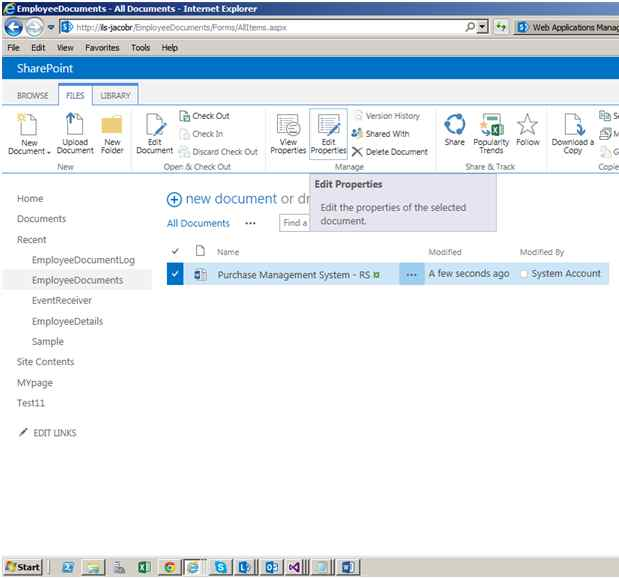 EmployeeDocuments - All Documents - Internet Explorer
http://ils-jacobr/EmployeeDocuments/Forms/AllItems.aspx
Web Applications Manag
File Edit View Favorites Tools Help
SharePoint
BROWSE FILES LIBRARY
New Document
Upload Document
New Folder
New
Edit Document
Check Out
Check In
Discard Check Out
Open & Check Out
View Properties
Edit Properties
Version History
Shared With
Delete Document
Manage
Share
Popularity Trends
Follow
Share & Track
Download a Copy
Copie
Edit Properties
Edit the properties of the selected
document.
Home
Documents
Recent
EmployeeDocumentLog
EmployeeDocuments
EventReceiver
EmployeeDetails
Sample
Site Contents
MYpage
Test11
EDIT LINKS
new document or dr
All Documents ... Find a
Name Modified Modified By
Purchase Management System - RS ... A few seconds ago System Account
Start